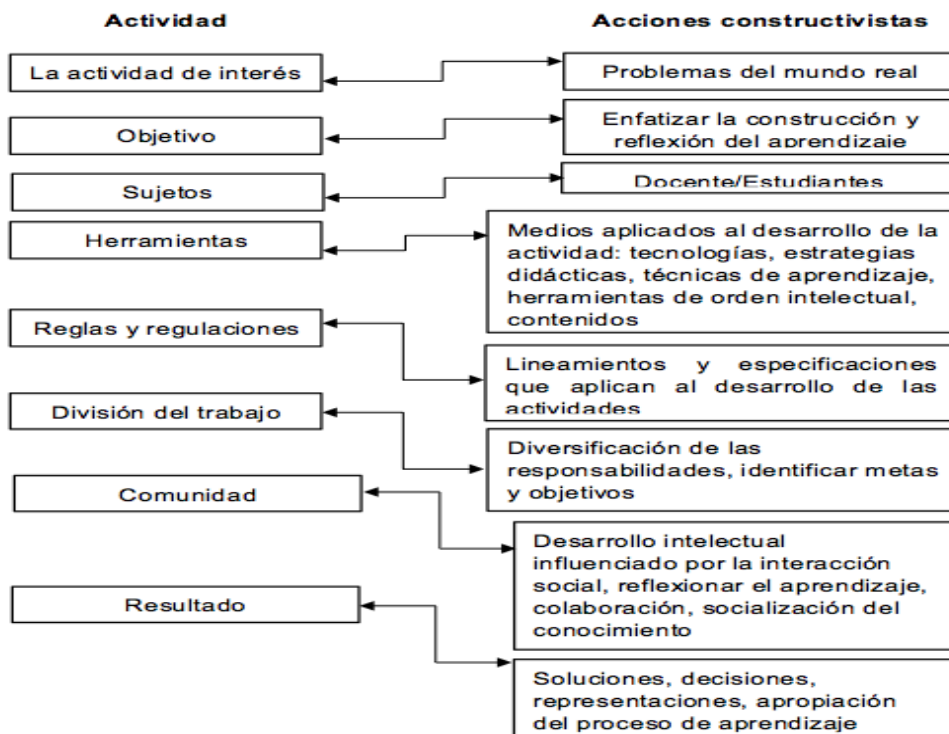 Actividad
Acciones constructivistas
La actividad de interés
Problemas del mundo real
Objetivo
Enfatizar la construcción y
reflexión del aprendizaje
Sujetos
Docente/Estudiantes
Herramientas
Medios aplicados al desarrollo de la
actividad: tecnologías, estrategias
didácticas, técnicas de aprendizaje,
herramientas de orden intelectual,
contenidos
Reglas y regulaciones
Lineamientos y especificaciones
que aplican al desarrollo de las
actividades
División del trabajo
Diversificación de las
responsabilidades, identificar metas
y objetivos
Comunidad
Desarrollo intelectual
influenciado por la interacción
social, reflexionar el aprendizaje,
colaboración, socialización del
conocimiento
Resultado
Soluciones, decisiones,
representaciones, apropiación
del proceso de aprendizaje